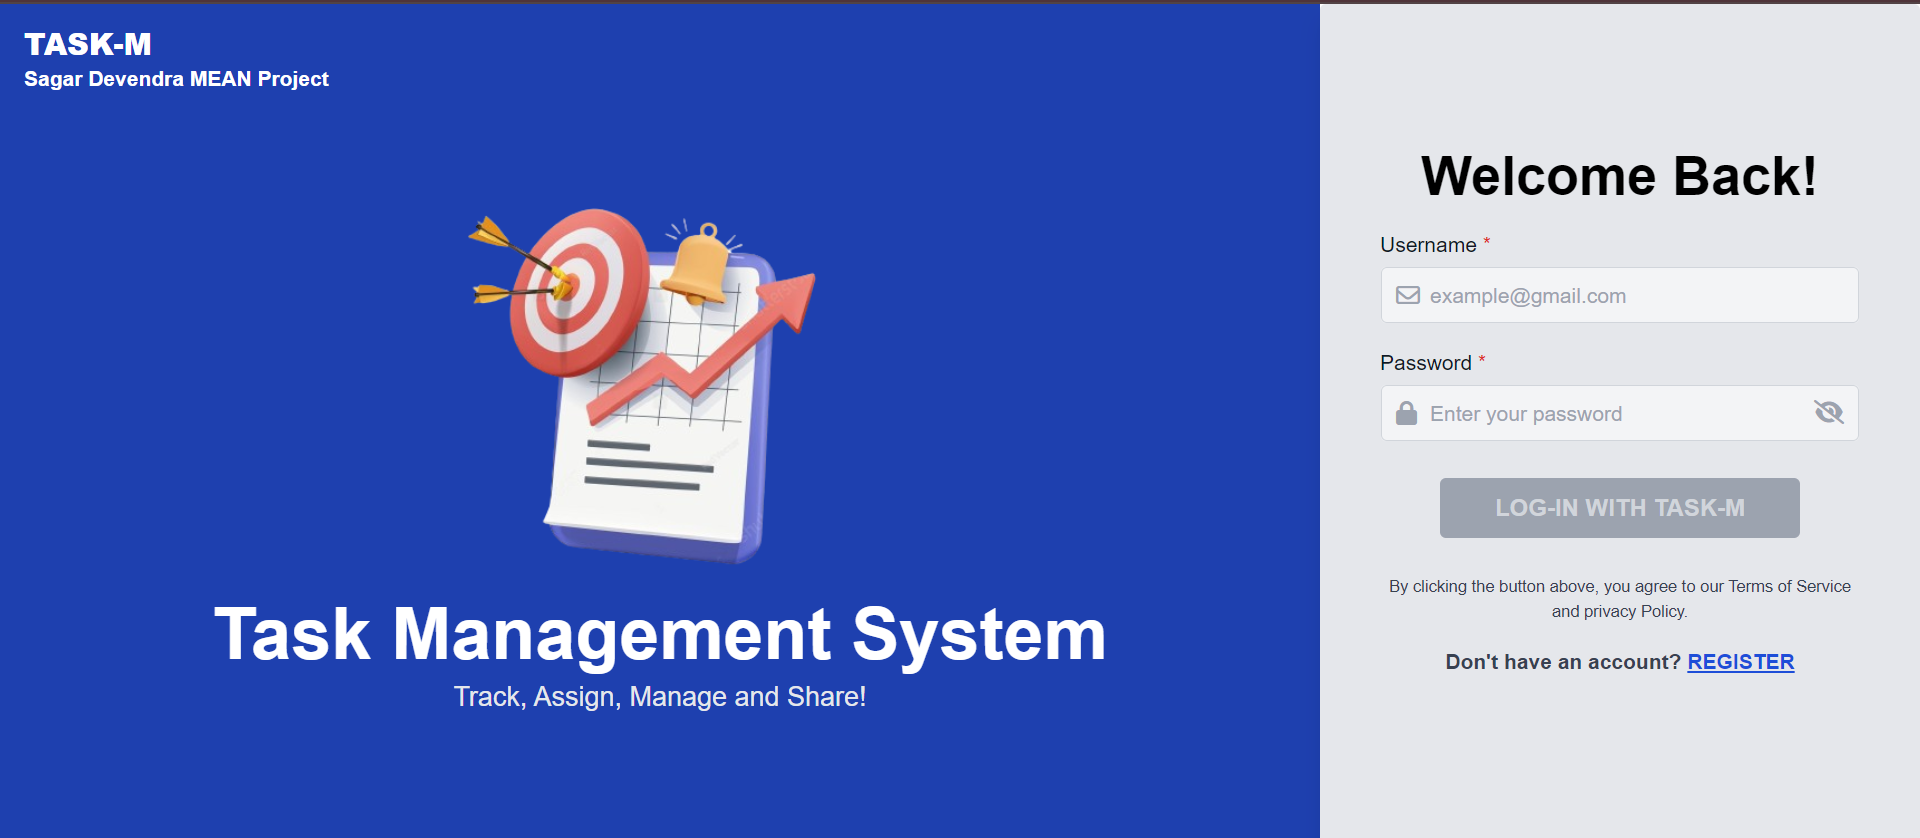 TASK-M
Sagar Devendra MEAN Project
Task Management System
Track, Assign, Manage and Share!
Welcome Back!
Username *
example@gmail.com
Password *
Enter your password
LOG-IN WITH TASK-M
By clicking the button above, you agree to our Terms of Service
and privacy Policy.
Don't have an account? REGISTER